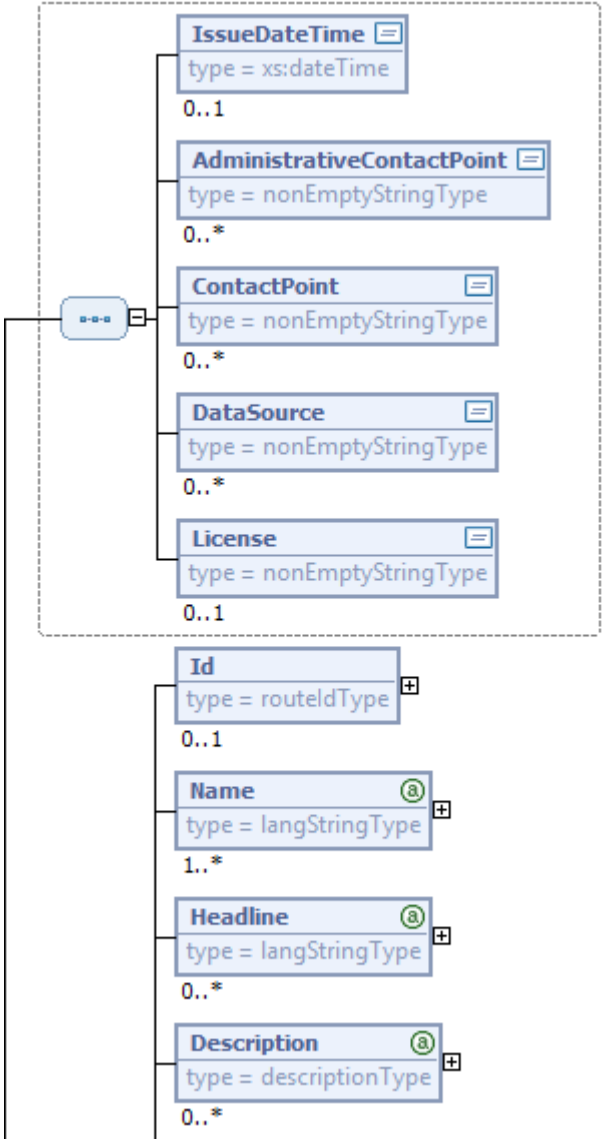 IssueDateTime
type = xs:dateTime
0..1
AdministrativeContactPoint
type = nonEmptyStringType
0..*
ContactPoint
type = nonEmptyStringType
0..*
DataSource
type = nonEmptyStringType
0..*
License
type = nonEmptyStringType
0..1
Id
type = routeIdType
0..1
Name
type = langStringType
1..*
Headline
type = langStringType
0..*
Description
type = descriptionType
0..*